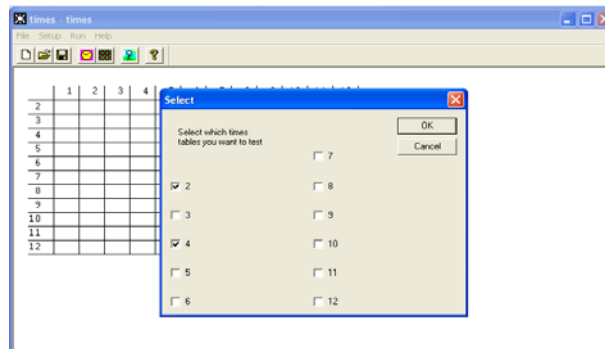 times - times
File Setup Run Help
1 2 3 4
2
3
4
5
6
7
8
9
10
11
12
Select
Select which times
tables you want to test
OK
Cancel
2
3
4
5
6
7
8
9
10
11
12